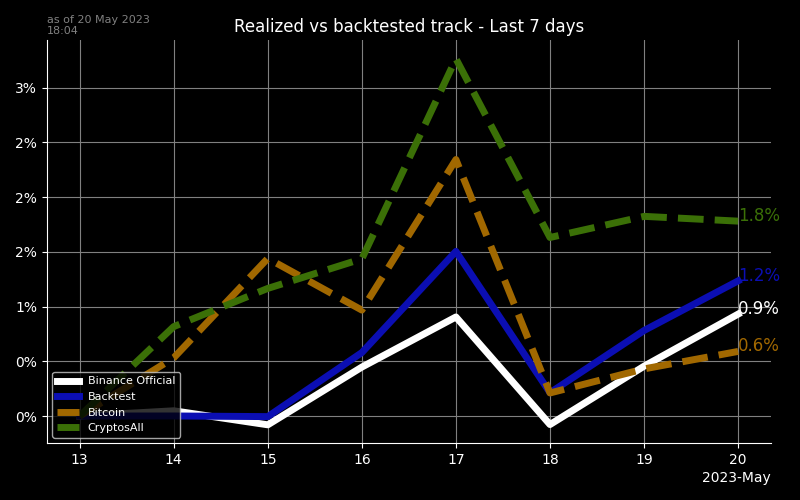 as of 20 May 2023
18:04
Realized vs backtested track - Last 7 days
3%
2%
2%
2%
1%
0%
0%
1.8%
1.2%
0.9%
0.6%
Binance Official
Backtest
Bitcoin
CryptosAll
13 14 15 16 17 18 19 20
2023-May